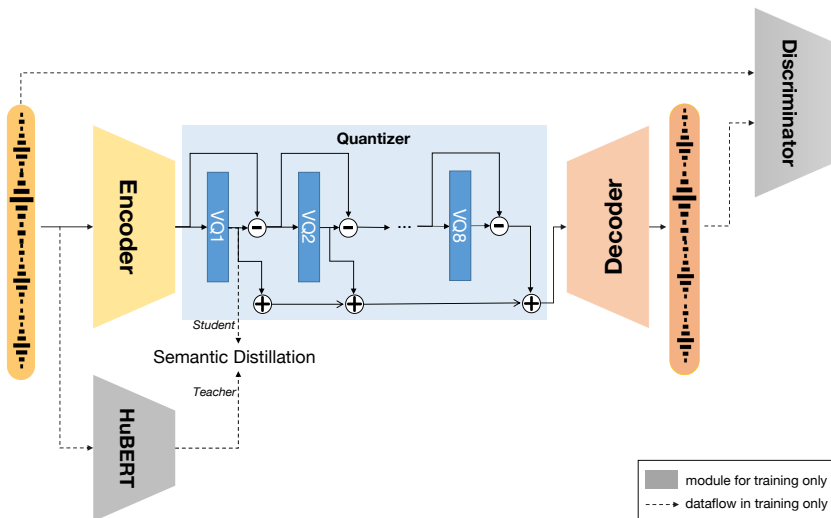 Discriminator
Quantizer
Encoder
VQ1
VQ2
...
VQ8
Decoder
Student
Semantic Distillation
Teacher
HuBERT
module for training only
dataflow in training only